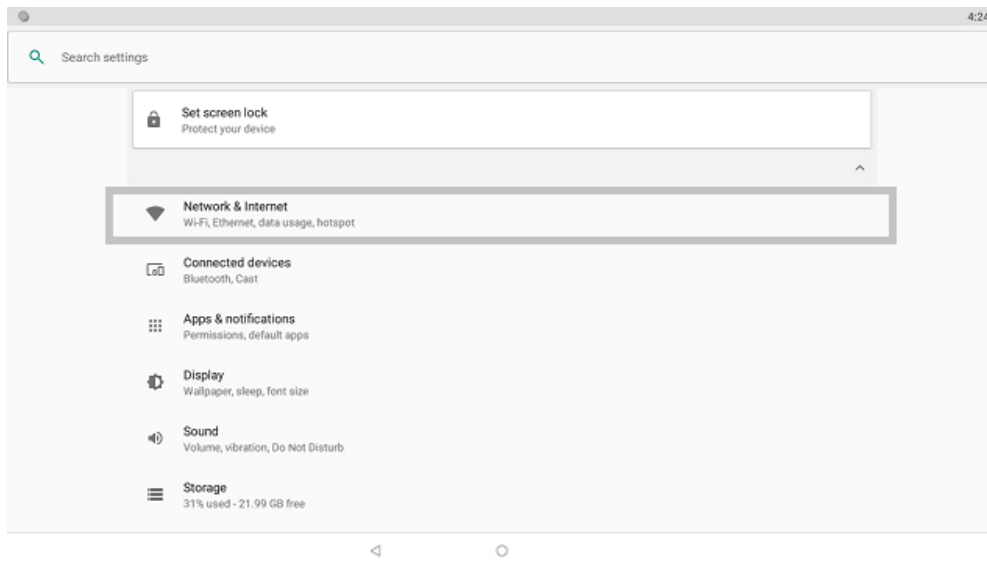 4:24
Search settings
Set screen lock
Protect your device
Network & Internet
Wi-Fi, Ethernet, data usage, hotspot
Connected devices
Bluetooth, Cast
Apps & notifications
Permissions, default apps
Display
Wallpaper, sleep, font size
Sound
Volume, vibration, Do Not Disturb
Storage
31% used - 21.99 GB free